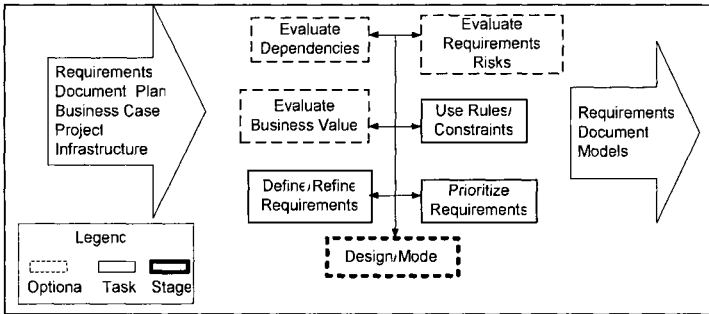 Requirements
Document Plan
Business Case
Project
Infrastructure
Evaluate
Dependencies
Evaluate
Requirements
Risks
Evaluate
Business Value
Use Rules/
Constraints
Define/Refine
Requirements
Prioritize
Requirements
Design/Mode
Requirements
Document
Models
Legenc
Optiona Task Stage